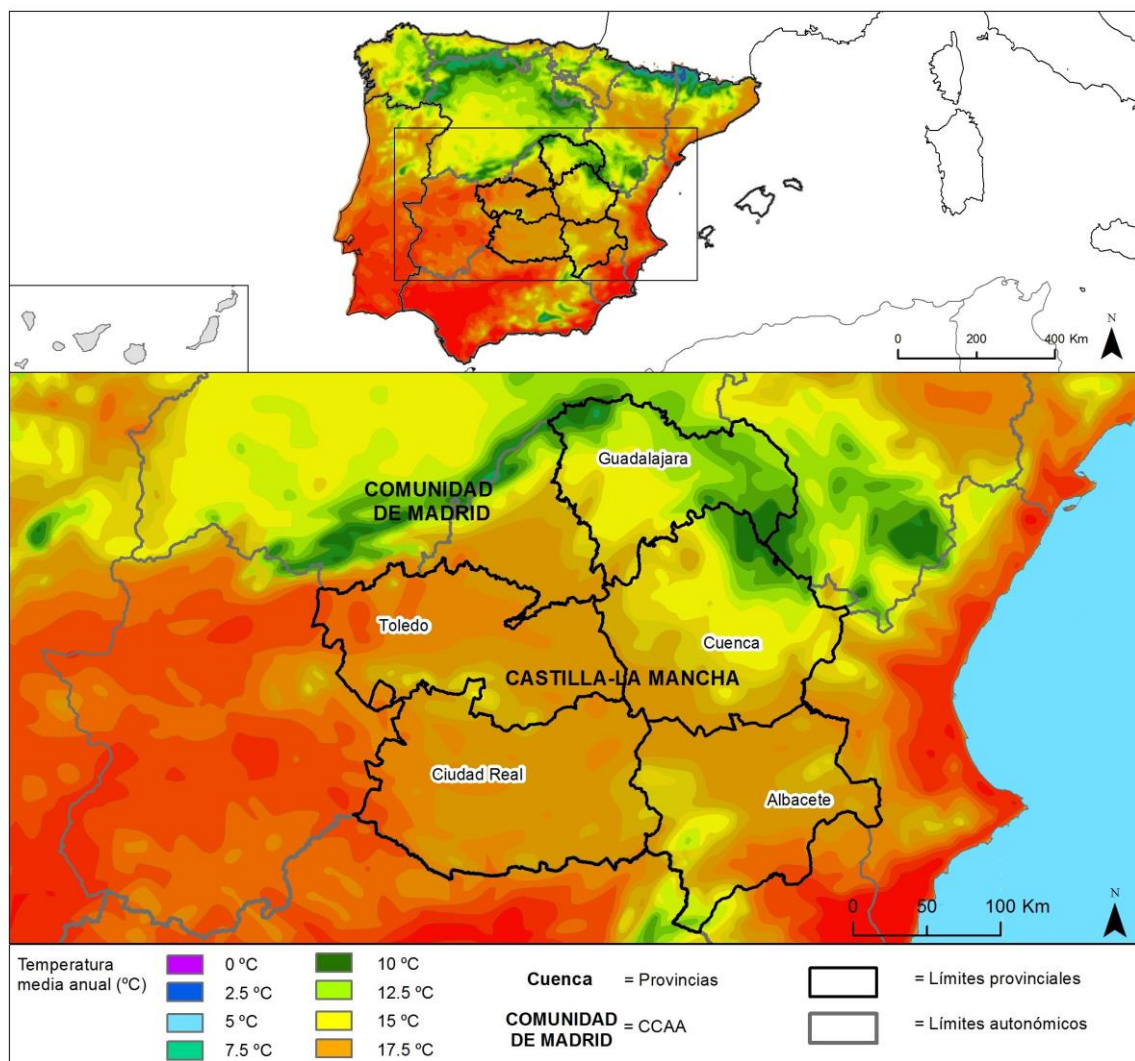 N
0 200 400 Km
Guadalajara
COMUNIDAD
DE MADRID
Toledo
Cuenca
CASTILLA-LA MANCHA
Ciudad Real
Albacete
N
0 50 100 Km
Temperatura
media anual (ºC)
0 ºC
2.5 ºC
5 ºC
7.5 ºC
10 ºC
12.5 ºC
15 ºC
17.5 ºC
Cuenca = Provincias
COMUNIDAD
DE MADRID = CCAA
= Límites provinciales
= Límites autonómicos